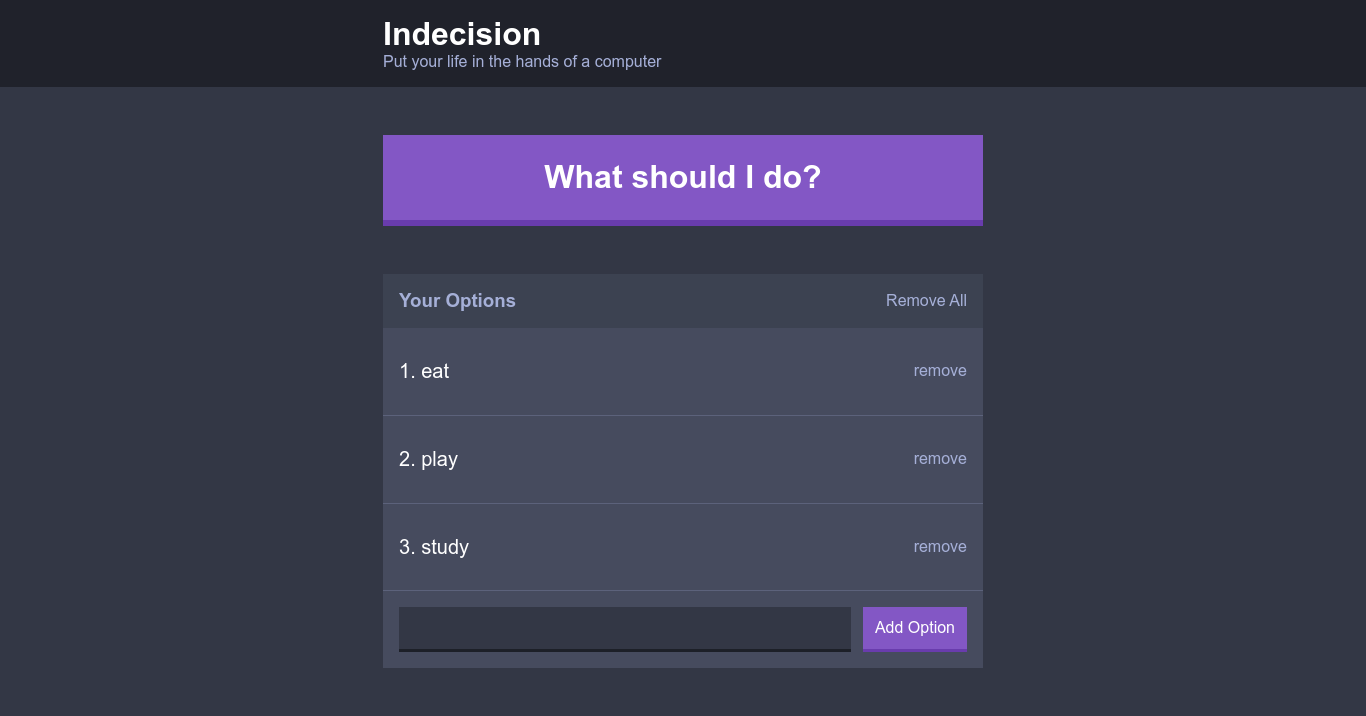 Indecision
Put your life in the hands of a computer
What should I do?
Your Options
Remove All
1. eat
remove
2. play
remove
3. study
remove
Add Option